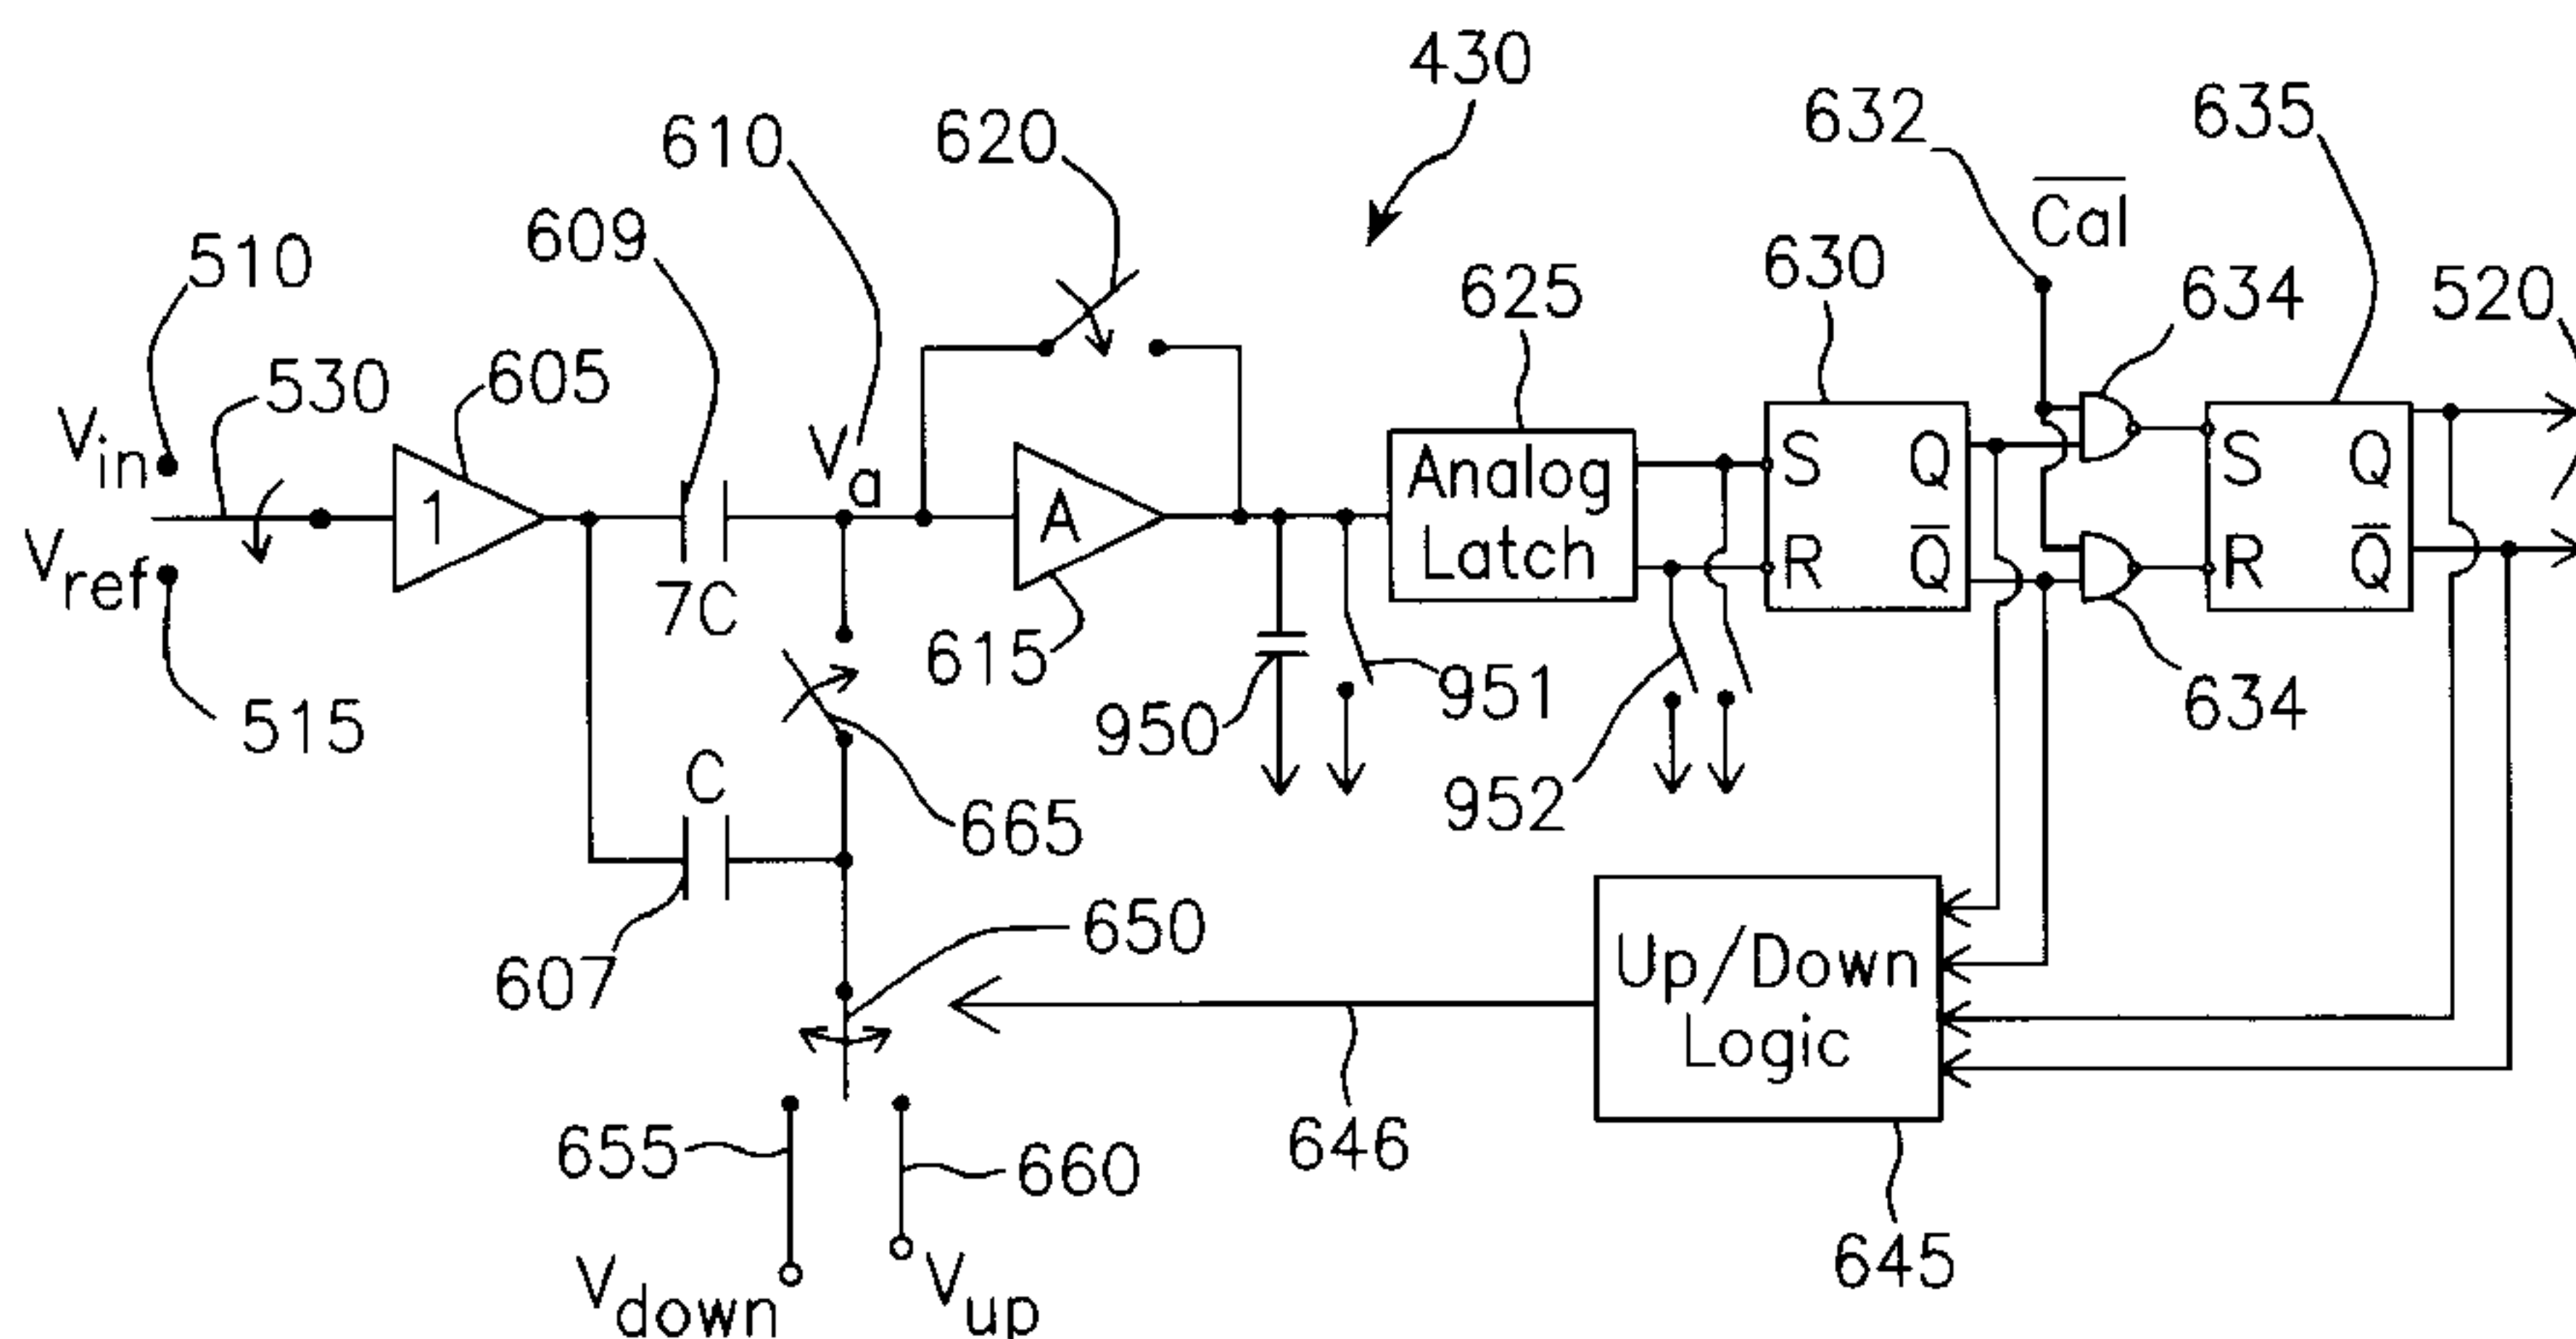 430
632
635
610
620
Cal
609
510
625
630
634
520
530
605
V_in
V_a
1
A
Analog
Latch
S
Q
R
Q
S
Q
R
Q
V_ref
7C
615
515
950
951
952
634
C
665
607
650
Up/Down
Logic
655
660
646
645
V_down
V_up